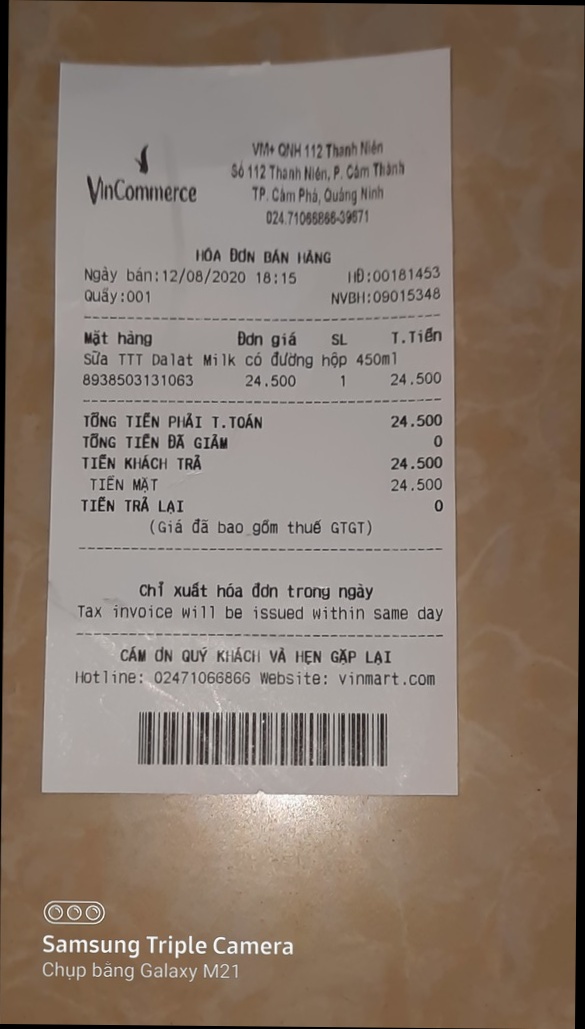 VinCommerce
VM+ QNH 112 Thanh Niên
Số 112 Thanh Niên, P. Cẩm Thành
TP. Cẩm Phả, Quảng Ninh
024.71066866-39671
HÓA ĐƠN BÁN HÀNG
Ngày bán:12/08/2020 18:15 HĐ:00181453
Quầy:001 NVBH:09015348
Mặt hàng Đơn giá SL T.Tiền
Sữa TTT Dalat Milk có đường hộp 450ml
8938503131063 24.500 1 24.500
TỔNG TIỀN PHẢI T.TOÁN 24.500
TỔNG TIỀN ĐÃ GIẢM 0
TIỀN KHÁCH TRẢ 24.500
TIỀN MẶT 24.500
TIỀN TRẢ LẠI 0
(Giá đã bao gồm thuế GTGT)
Chỉ xuất hóa đơn trong ngày
Tax invoice will be issued within same day
CÁM ƠN QUÝ KHÁCH VÀ HẸN GẶP LẠI
Hotline: 02471066866 Website: vinmart.com
Samsung Triple Camera
Chụp bằng Galaxy M21